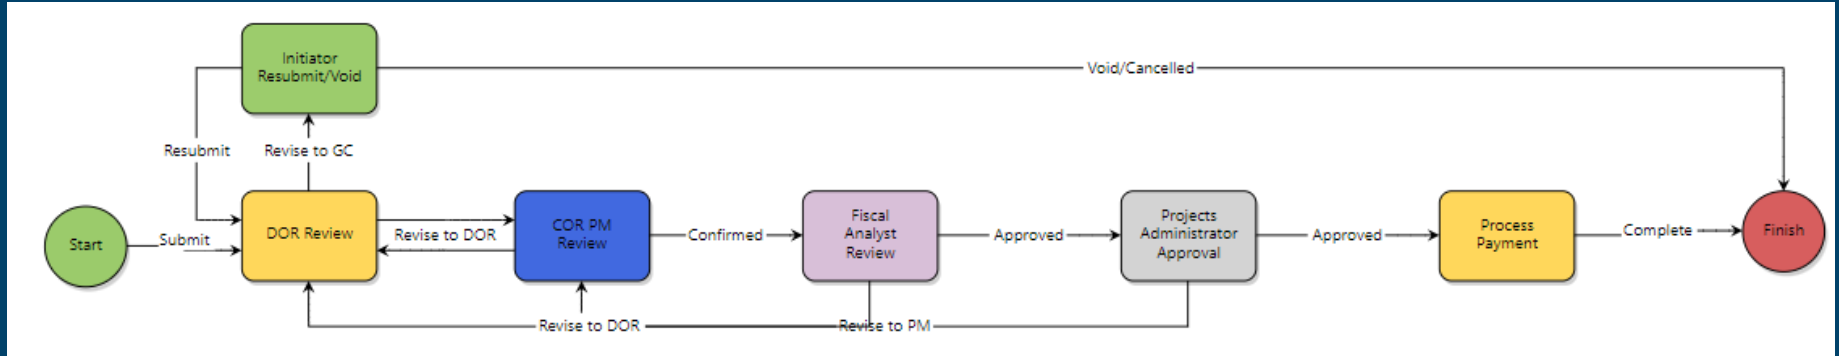 Initiator
Resubmit/Void
Void/Cancelled
Resubmit
Revise to GC
Start
Submit
DOR Review
Revise to DOR
COR PM
Review
Confirmed
Fiscal
Analyst
Review
Approved
Projects
Administrator
Approval
Approved
Process
Payment
Complete
Finish
Revise to DOR
Revise to PM